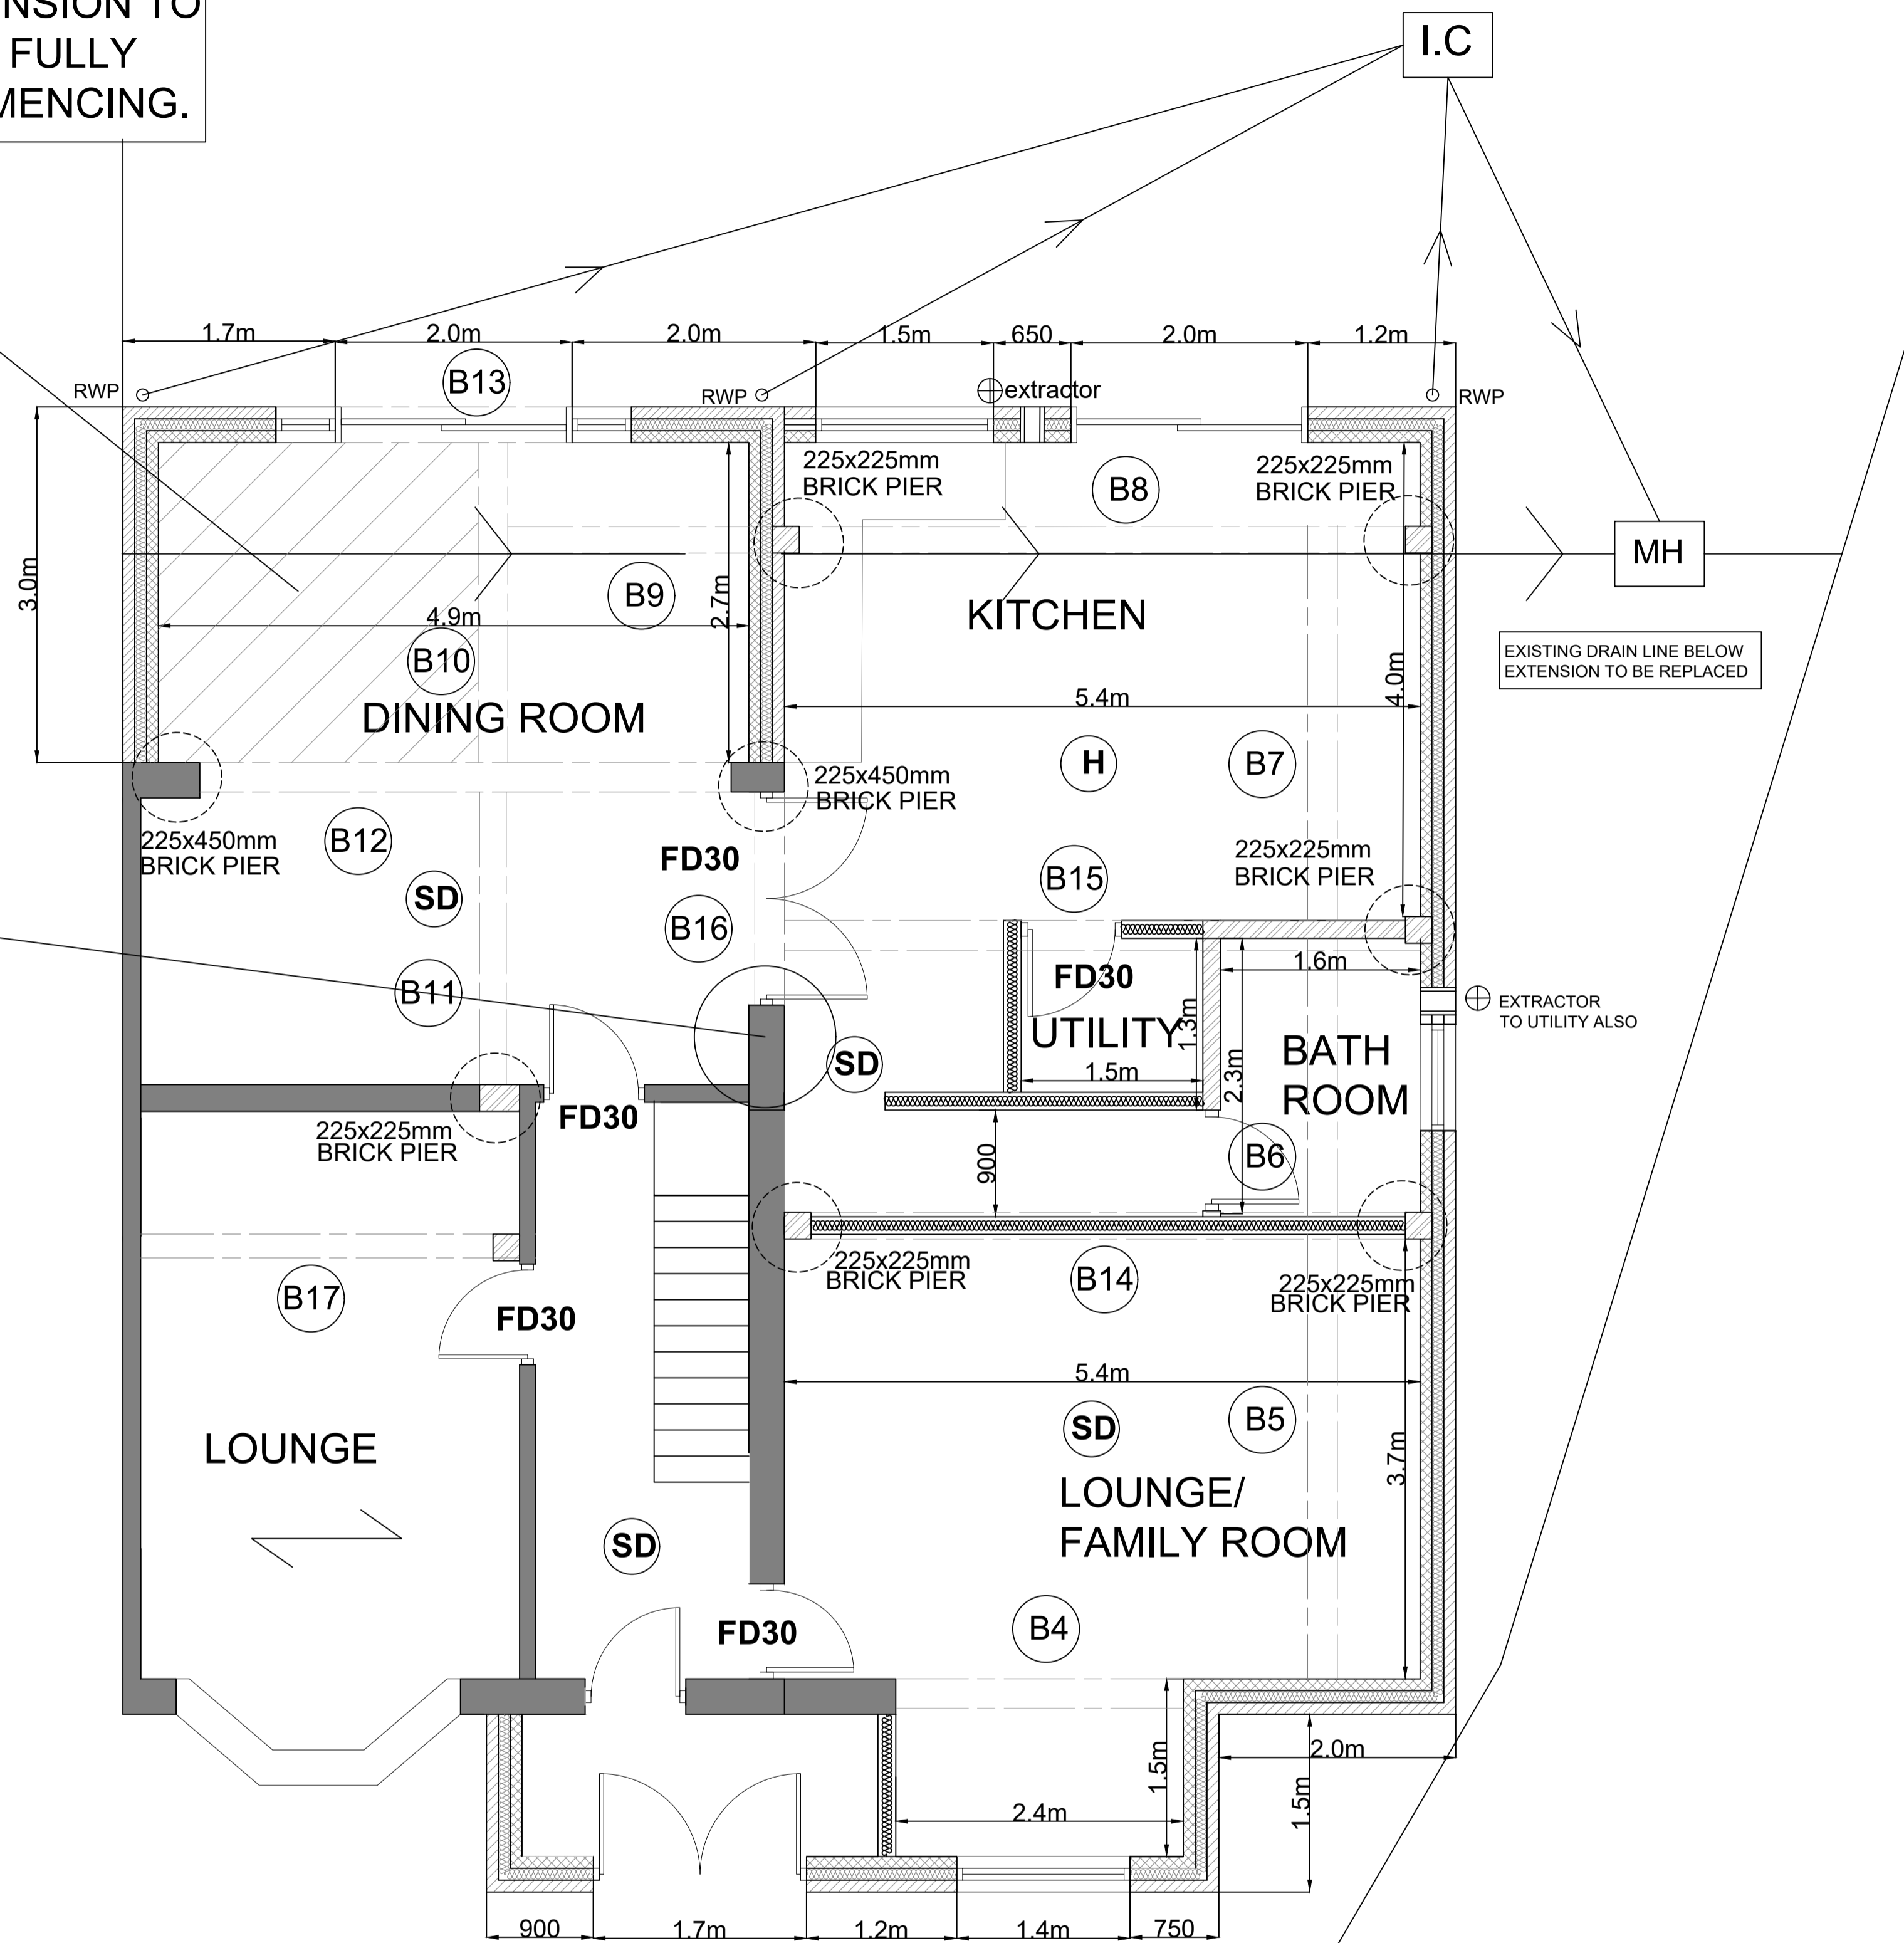 NSION TO
FULLY
MENCING.
I.C
1.7m
2.0m
2.0m
1.5m
650
2.0m
1.2m
RWP
B13
RWP
extractor
RWP
225x225mm
BRICK PIER
B8
225x225mm
BRICK PIER
3.0m
MH
B9
2.7m
KITCHEN
4.9m
B10
EXISTING DRAIN LINE BELOW
EXTENSION TO BE REPLACED
DINING ROOM
5.4m
4.0m
H
B7
225x450mm
BRICK PIER
225x450mm
BRICK PIER
B12
FD30
225x225mm
BRICK PIER
SD
B15
B16
1.6m
FD30
B11
EXTRACTOR
TO UTILITY ALSO
UTILITY
1.3m
SD
BATH
ROOM
1.5m
2.3m
FD30
225x225mm
BRICK PIER
900
B6
225x225mm
BRICK PIER
B14
225x225mm
BRICK PIER
B17
FD30
5.4m
SD
B5
LOUNGE
3.7m
LOUNGE/
FAMILY ROOM
SD
FD30
B4
2.0m
1.5m
1.5m
2.4m
900
1.7m
1.2m
1.4m
750